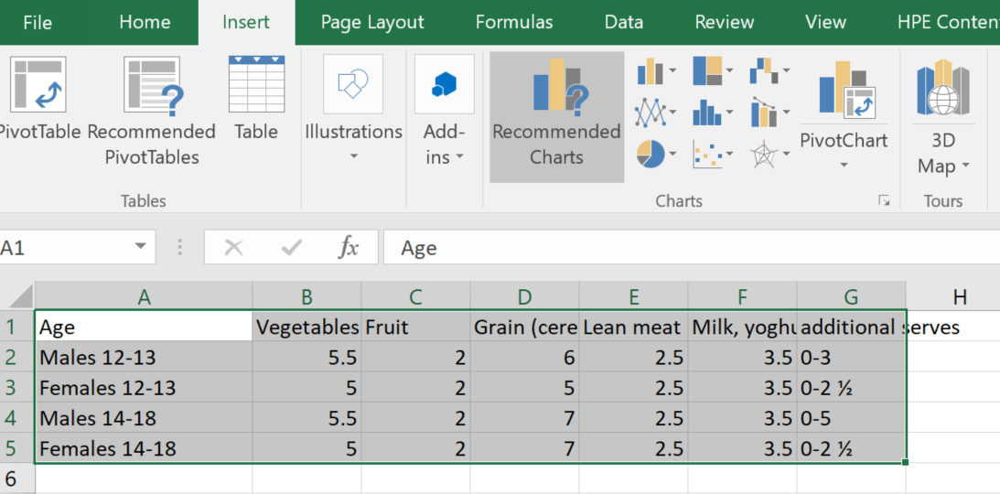 File Home Insert Page Layout Formulas Data Review View HPE Conten
PivotTable Recommended PivotTables Table Illustrations Add-ins Recommended Charts PivotChart 3D Map
Tables Charts Tours
A1 fx Age
A B C D E F G H
1 Age Vegetables Fruit Grain (cere Lean meat Milk, yoghu additional serves
2 Males 12-13 5.5 2 6 2.5 3.5 0-3
3 Females 12-13 5 2 5 2.5 3.5 0-2 ½
4 Males 14-18 5.5 2 7 2.5 3.5 0-5
5 Females 14-18 5 2 7 2.5 3.5 0-2 ½
6